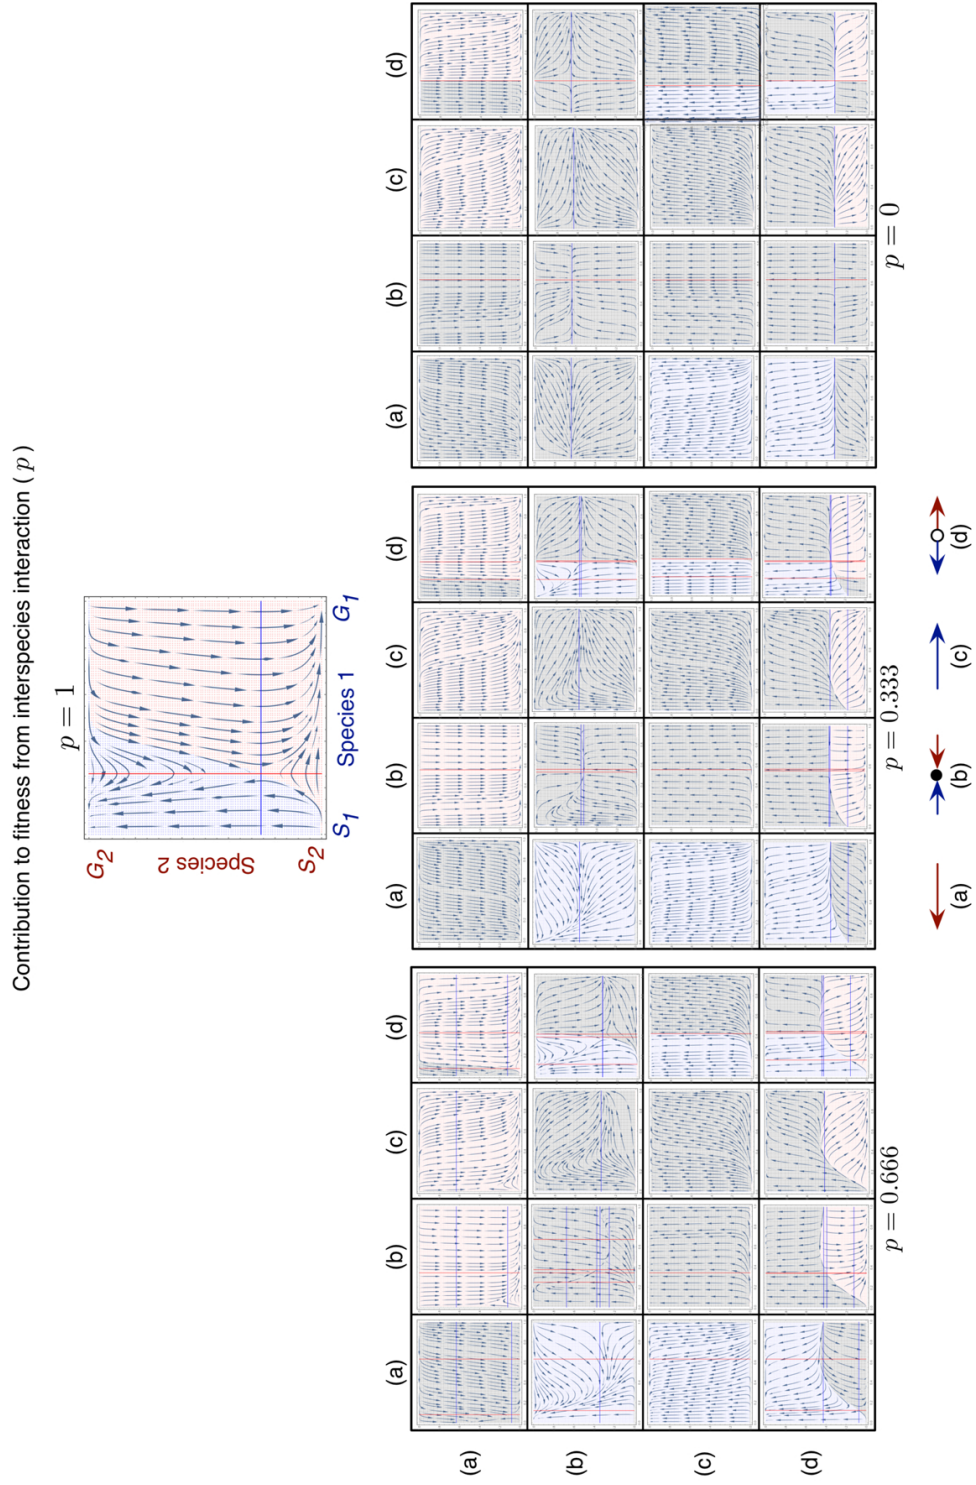 Contribution to fitness from interspecies interaction ( p )
p = 1
G2
Species 2
S2
S1
Species 1
G1
(a) (b) (c) (d) (a) (b) (c) (d) (a) (b) (c) (d)
(a)
(b)
(c)
(d)
p = 0.666
p = 0.333
p = 0
(a) (b) (c) (d)